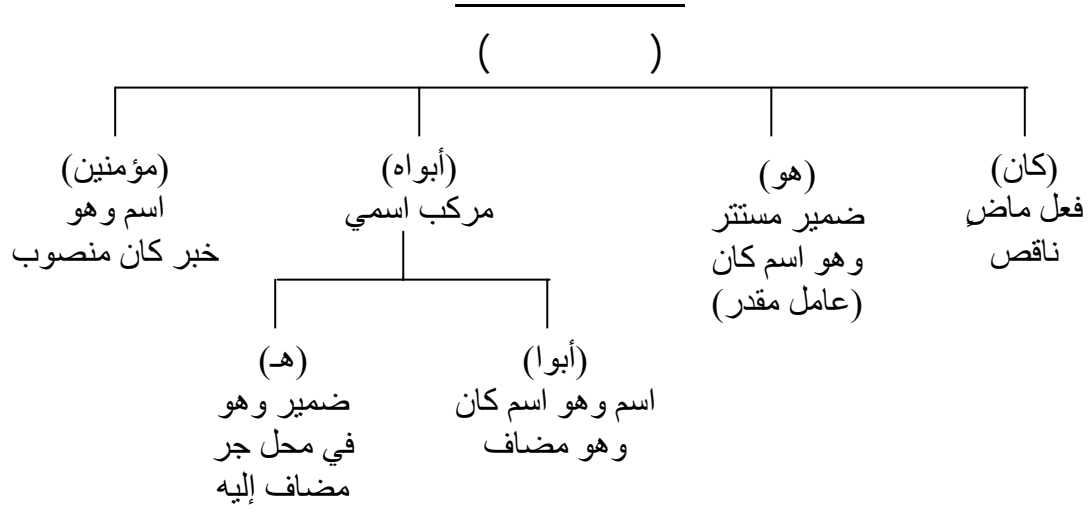 (            )
(كان)
فعل ماضٍ
ناقص
(هو)
ضمير مستتر
وهو اسم كان
(عامل مقدر)
(أبواه)
مركب اسمي
(مؤمنين)
اسم وهو
خبر كان منصوب
(أبوا)
اسم وهو اسم كان
وهو مضاف
(هـ)
ضمير وهو
في محل جر
مضاف إليه